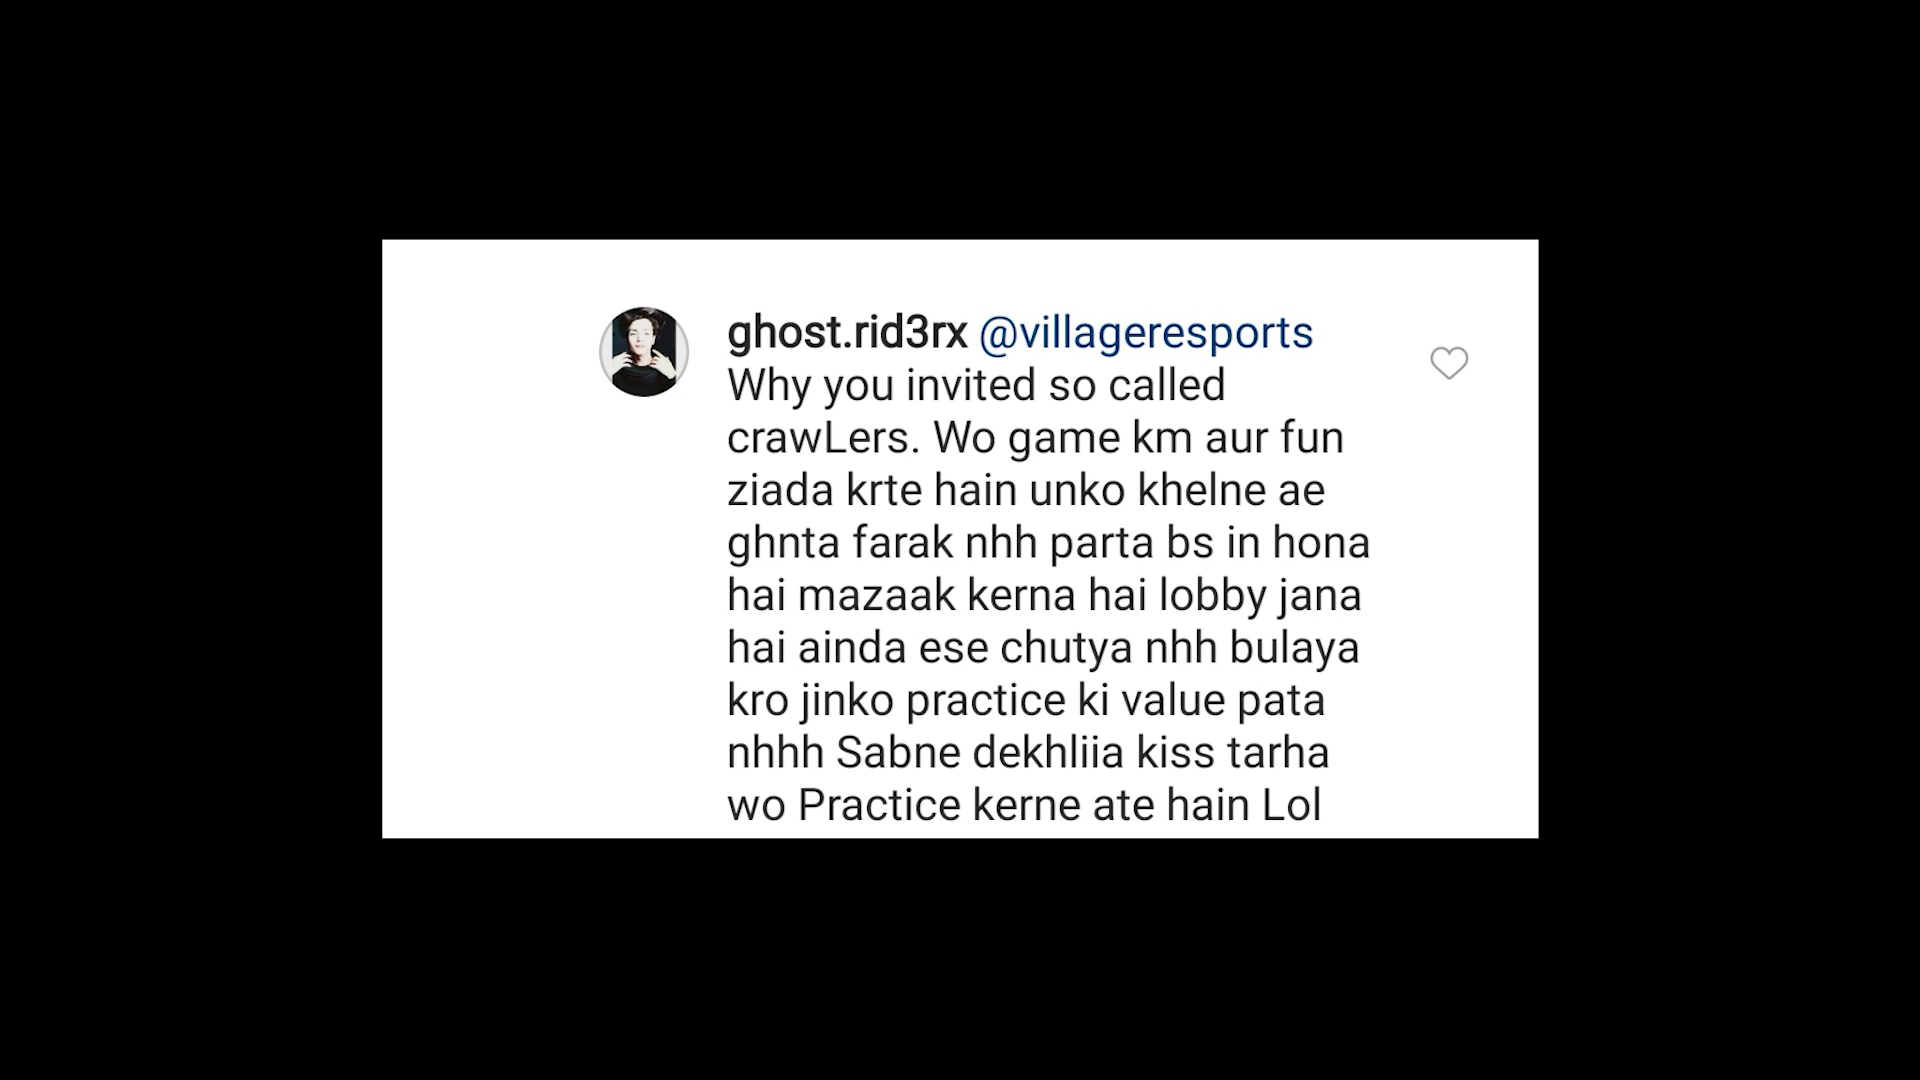 ghost.rid3rx @villageresports
Why you invited so called
crawLers. Wo game km aur fun
ziada krte hain unko khelne ae
ghnta farak nhh parta bs in hona
hai mazaak kerna hai lobby jana
hai ainda ese chutya nhh bulaya
kro jinko practice ki value pata
nhhh Sabne dekhliia kiss tarha
wo Practice kerne ate hain Lol